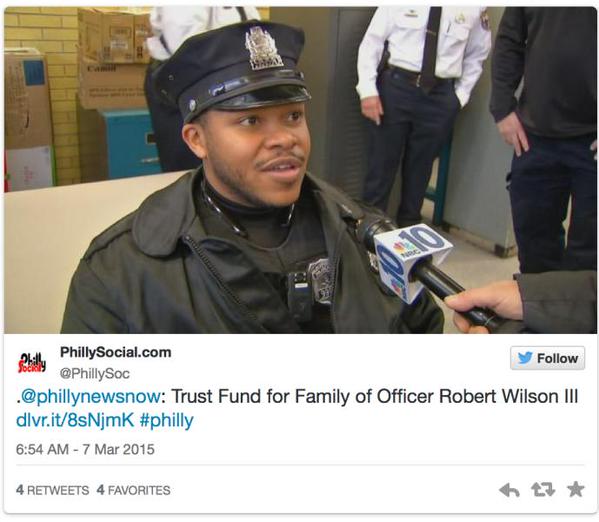 Canon
10
NBC
10
Philly
Social
PhillySocial.com
@PhillySoc
Follow
.@phillynewsnow: Trust Fund for Family of Officer Robert Wilson III
dlvr.it/8sNjmK #philly
6:54 AM - 7 Mar 2015
4 RETWEETS 4 FAVORITES